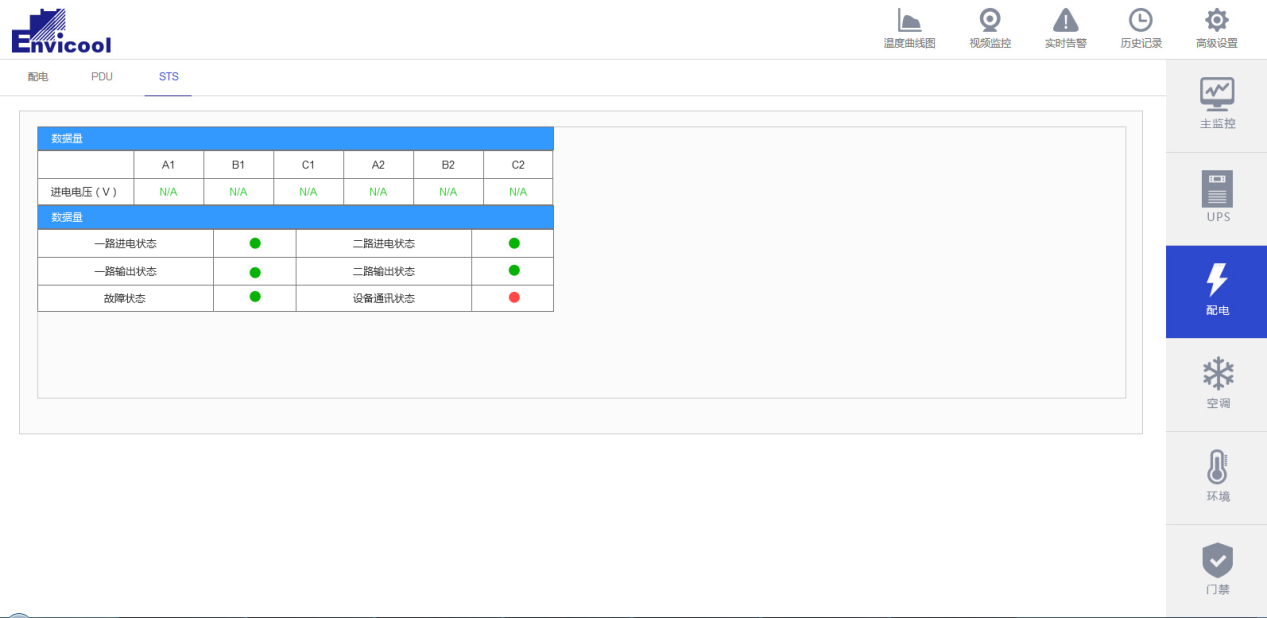 Envicool
温度曲线图 视频监控 实时告警 历史记录 高级设置
配电 PDU STS
数据量
A1 B1 C1 A2 B2 C2
进电电压（V） N/A N/A N/A N/A N/A N/A
数据量
一路进电状态 二路进电状态
一路输出状态 二路输出状态
故障状态 设备通讯状态
主监控
UPS
配电
空调
环境
门禁